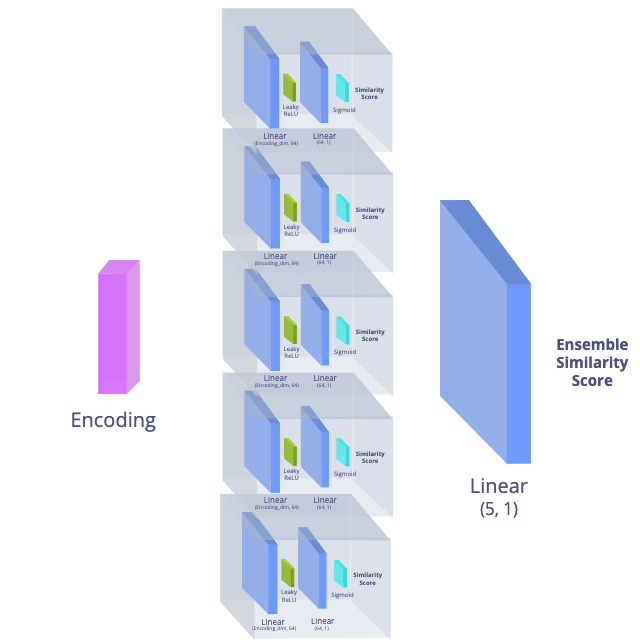 Similarity
Score
Leaky
ReLU
Sigmoid
Linear
(Encoding_dim, 64)
Linear
(64, 1)
Similarity
Score
Leaky
ReLU
Sigmoid
Linear
(Encoding_dim, 64)
Linear
(64, 1)
Similarity
Score
Leaky
ReLU
Sigmoid
Linear
(Encoding_dim, 64)
Linear
(64, 1)
Similarity
Score
Leaky
ReLU
Sigmoid
Linear
(Encoding_dim, 64)
Linear
(64, 1)
Similarity
Score
Leaky
ReLU
Sigmoid
Linear
(Encoding_dim, 64)
Linear
(64, 1)
Encoding
Linear
(5, 1)
Ensemble
Similarity
Score